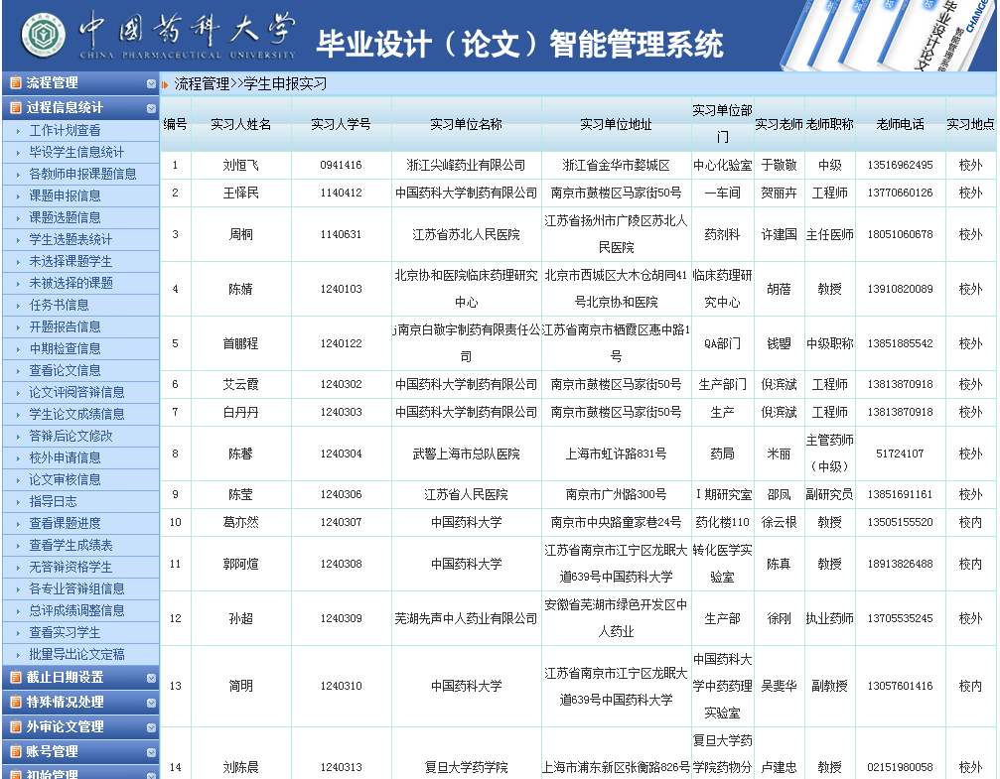 中國药科大学
CHINA PHARMACEUTICAL UNIVERSITY
毕业设计（论文）智能管理系统
毕业设计论文
智能管理系统
CHANGE
流程管理
过程信息统计
工作计划查看
毕设学生信息统计
各教师申报课题信息
课题申报信息
课题选题信息
学生选题表统计
未选择课题学生
未被选择的课题
任务书信息
开题报告信息
中期检查信息
查看论文信息
论文评阅答辩信息
学生论文成绩信息
答辩后论文修改
校外申请信息
论文审核信息
指导日志
查看课题进度
查看学生成绩表
无答辩资格学生
各专业答辩组信息
总评成绩调整信息
查看实习学生
批量导出论文定稿
截止日期设置
特殊情况处理
外审论文管理
账号管理
初始管理
流程管理>>学生申报实习
编号 实习人姓名 实习人学号 实习单位名称 实习单位地址 实习单位部门 实习老师 老师职称 老师电话 实习地点
1 刘恒飞 0941416 浙江尖峰药业有限公司 浙江省金华市婺城区 中心化验室 于敬敬 中级 13516962495 校外
2 王怿民 1140412 中国药科大学制药有限公司 南京市鼓楼区马家街50号 一车间 贺丽卉 工程师 13770660126 校外
3 周桐 1140631 江苏省苏北人民医院 江苏省扬州市广陵区苏北人民医院 药剂科 许建国 主任医师 18051060678 校外
4 陈婧 1240103 北京协和医院临床药理研究中心 北京市西城区大木仓胡同41号北京协和医院 临床药理研究中心 胡蓓 教授 13910820089 校外
5 首鹏程 1240122 南京白敬宇制药有限责任公司 江苏省南京市栖霞区惠中路1号 QA部门 钱曌 中级职称 13851885542 校外
6 艾云霞 1240302 中国药科大学制药有限公司 南京市鼓楼区马家街50号 生产部门 倪滨斌 工程师 13813870918 校外
7 白丹丹 1240303 中国药科大学制药有限公司 南京市鼓楼区马家街50号 生产 倪滨斌 工程师 13813870918 校外
8 陈馨 1240304 武警上海市总队医院 上海市虹许路831号 药局 米丽 主管药师（中级） 51724107 校外
9 陈莹 1240306 江苏省人民医院 南京市广州路300号 Ⅰ期研究室 邵凤 副研究员 13851691161 校外
10 葛亦然 1240307 中国药科大学 南京市中央路童家巷24号 药化楼110 徐云根 教授 13505155520 校内
11 郭阿煊 1240308 中国药科大学 江苏省南京市江宁区龙眠大道639号中国药科大学 转化医学实验室 陈真 教授 18913826488 校内
12 孙超 1240309 芜湖先声中人药业有限公司 安徽省芜湖市绿色开发区中人药业 生产部 徐刚 执业药师 13705535245 校外
13 简明 1240310 中国药科大学 江苏省南京市江宁区龙眠大道639号中国药科大学 中国药科大学中药药理实验室 吴斐华 副教授 13057601416 校内
14 刘陈晨 1240313 复旦大学药学院 上海市浦东新区张衡路826号 复旦大学药学院药物分 卢建忠 教授 02151980058 校外